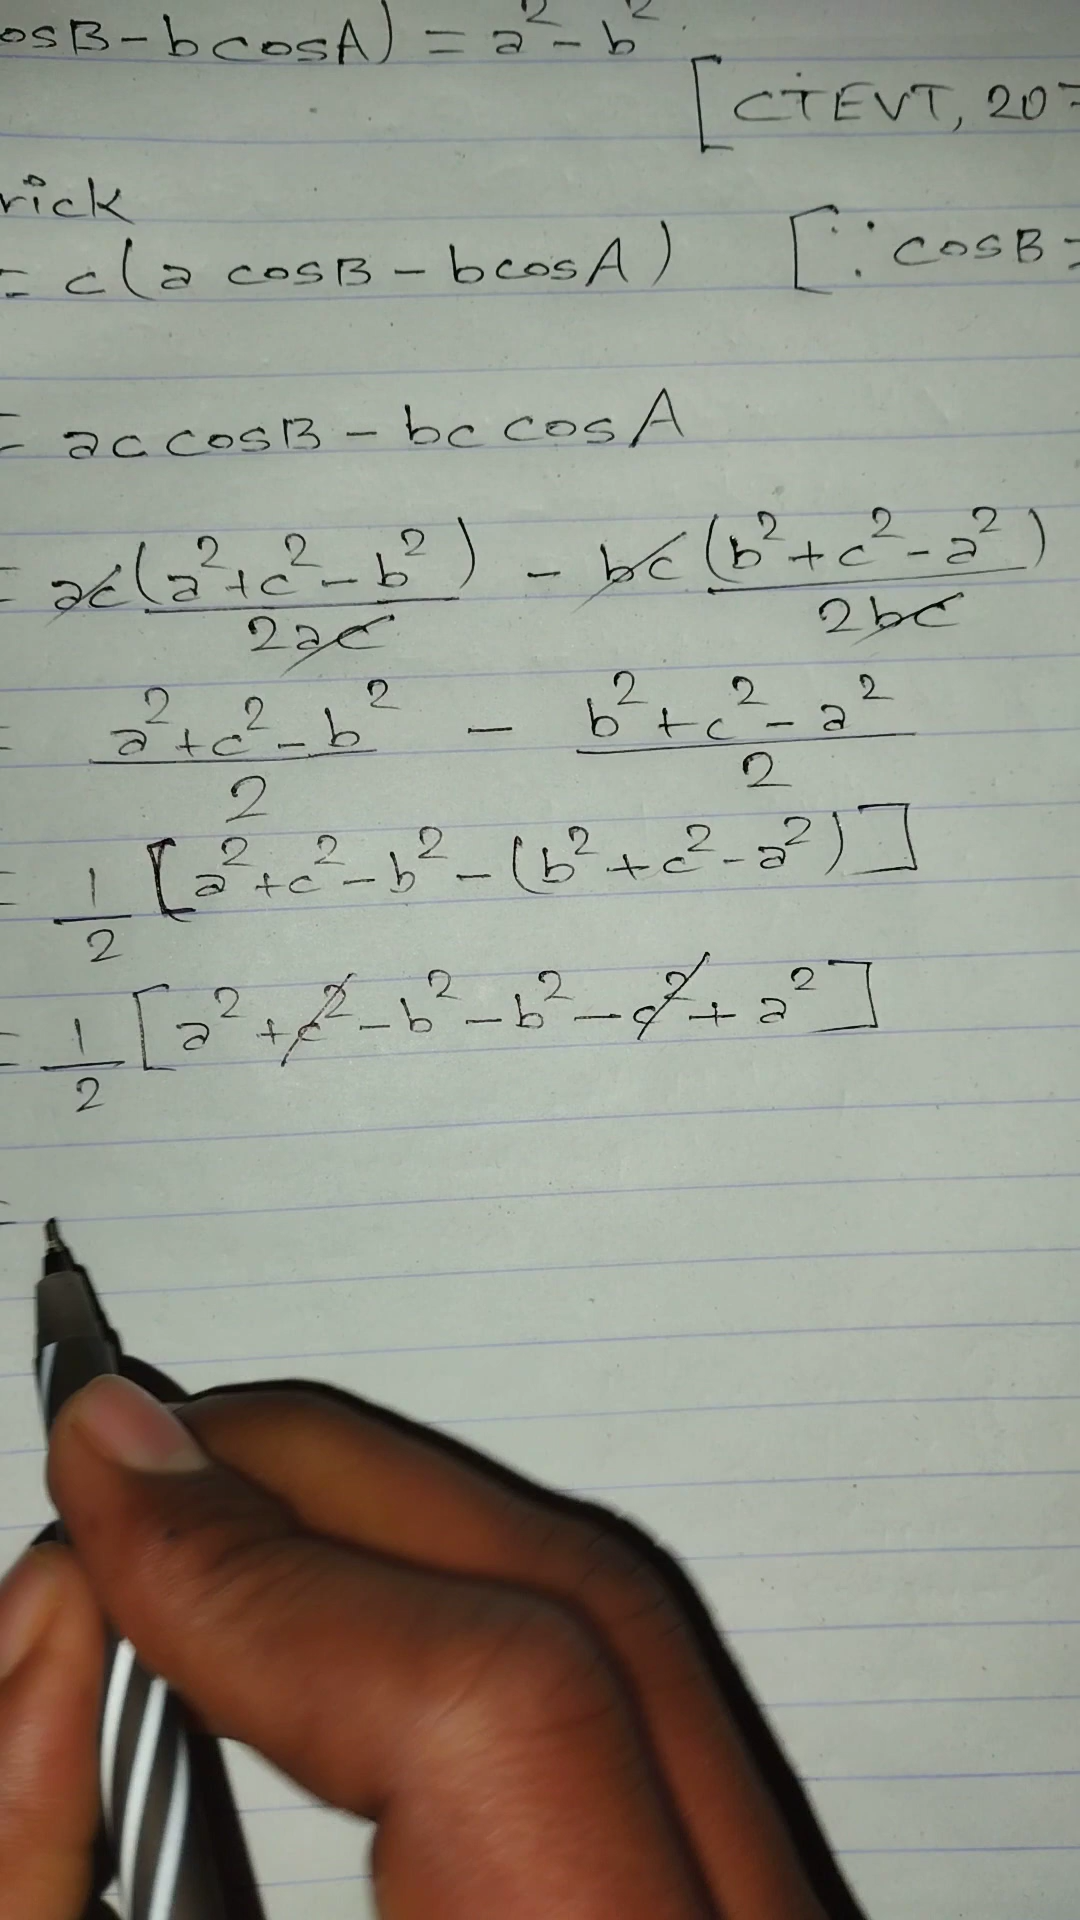 osB - b cosA) = a² - b²
[CTEVT, 207
rick
= c(a cosB - b cosA) [∵ cosB =
= ac cosB - bc cos A
= ac(a² + c² - b²)/2ac - bc(b² + c² - a²)/2bc
= a² + c² - b²/2 - b² + c² - a²/2
= 1/2 [a² + c² - b² - (b² + c² - a²)]
= 1/2 [a² + c² - b² - b² - c² + a²]
=